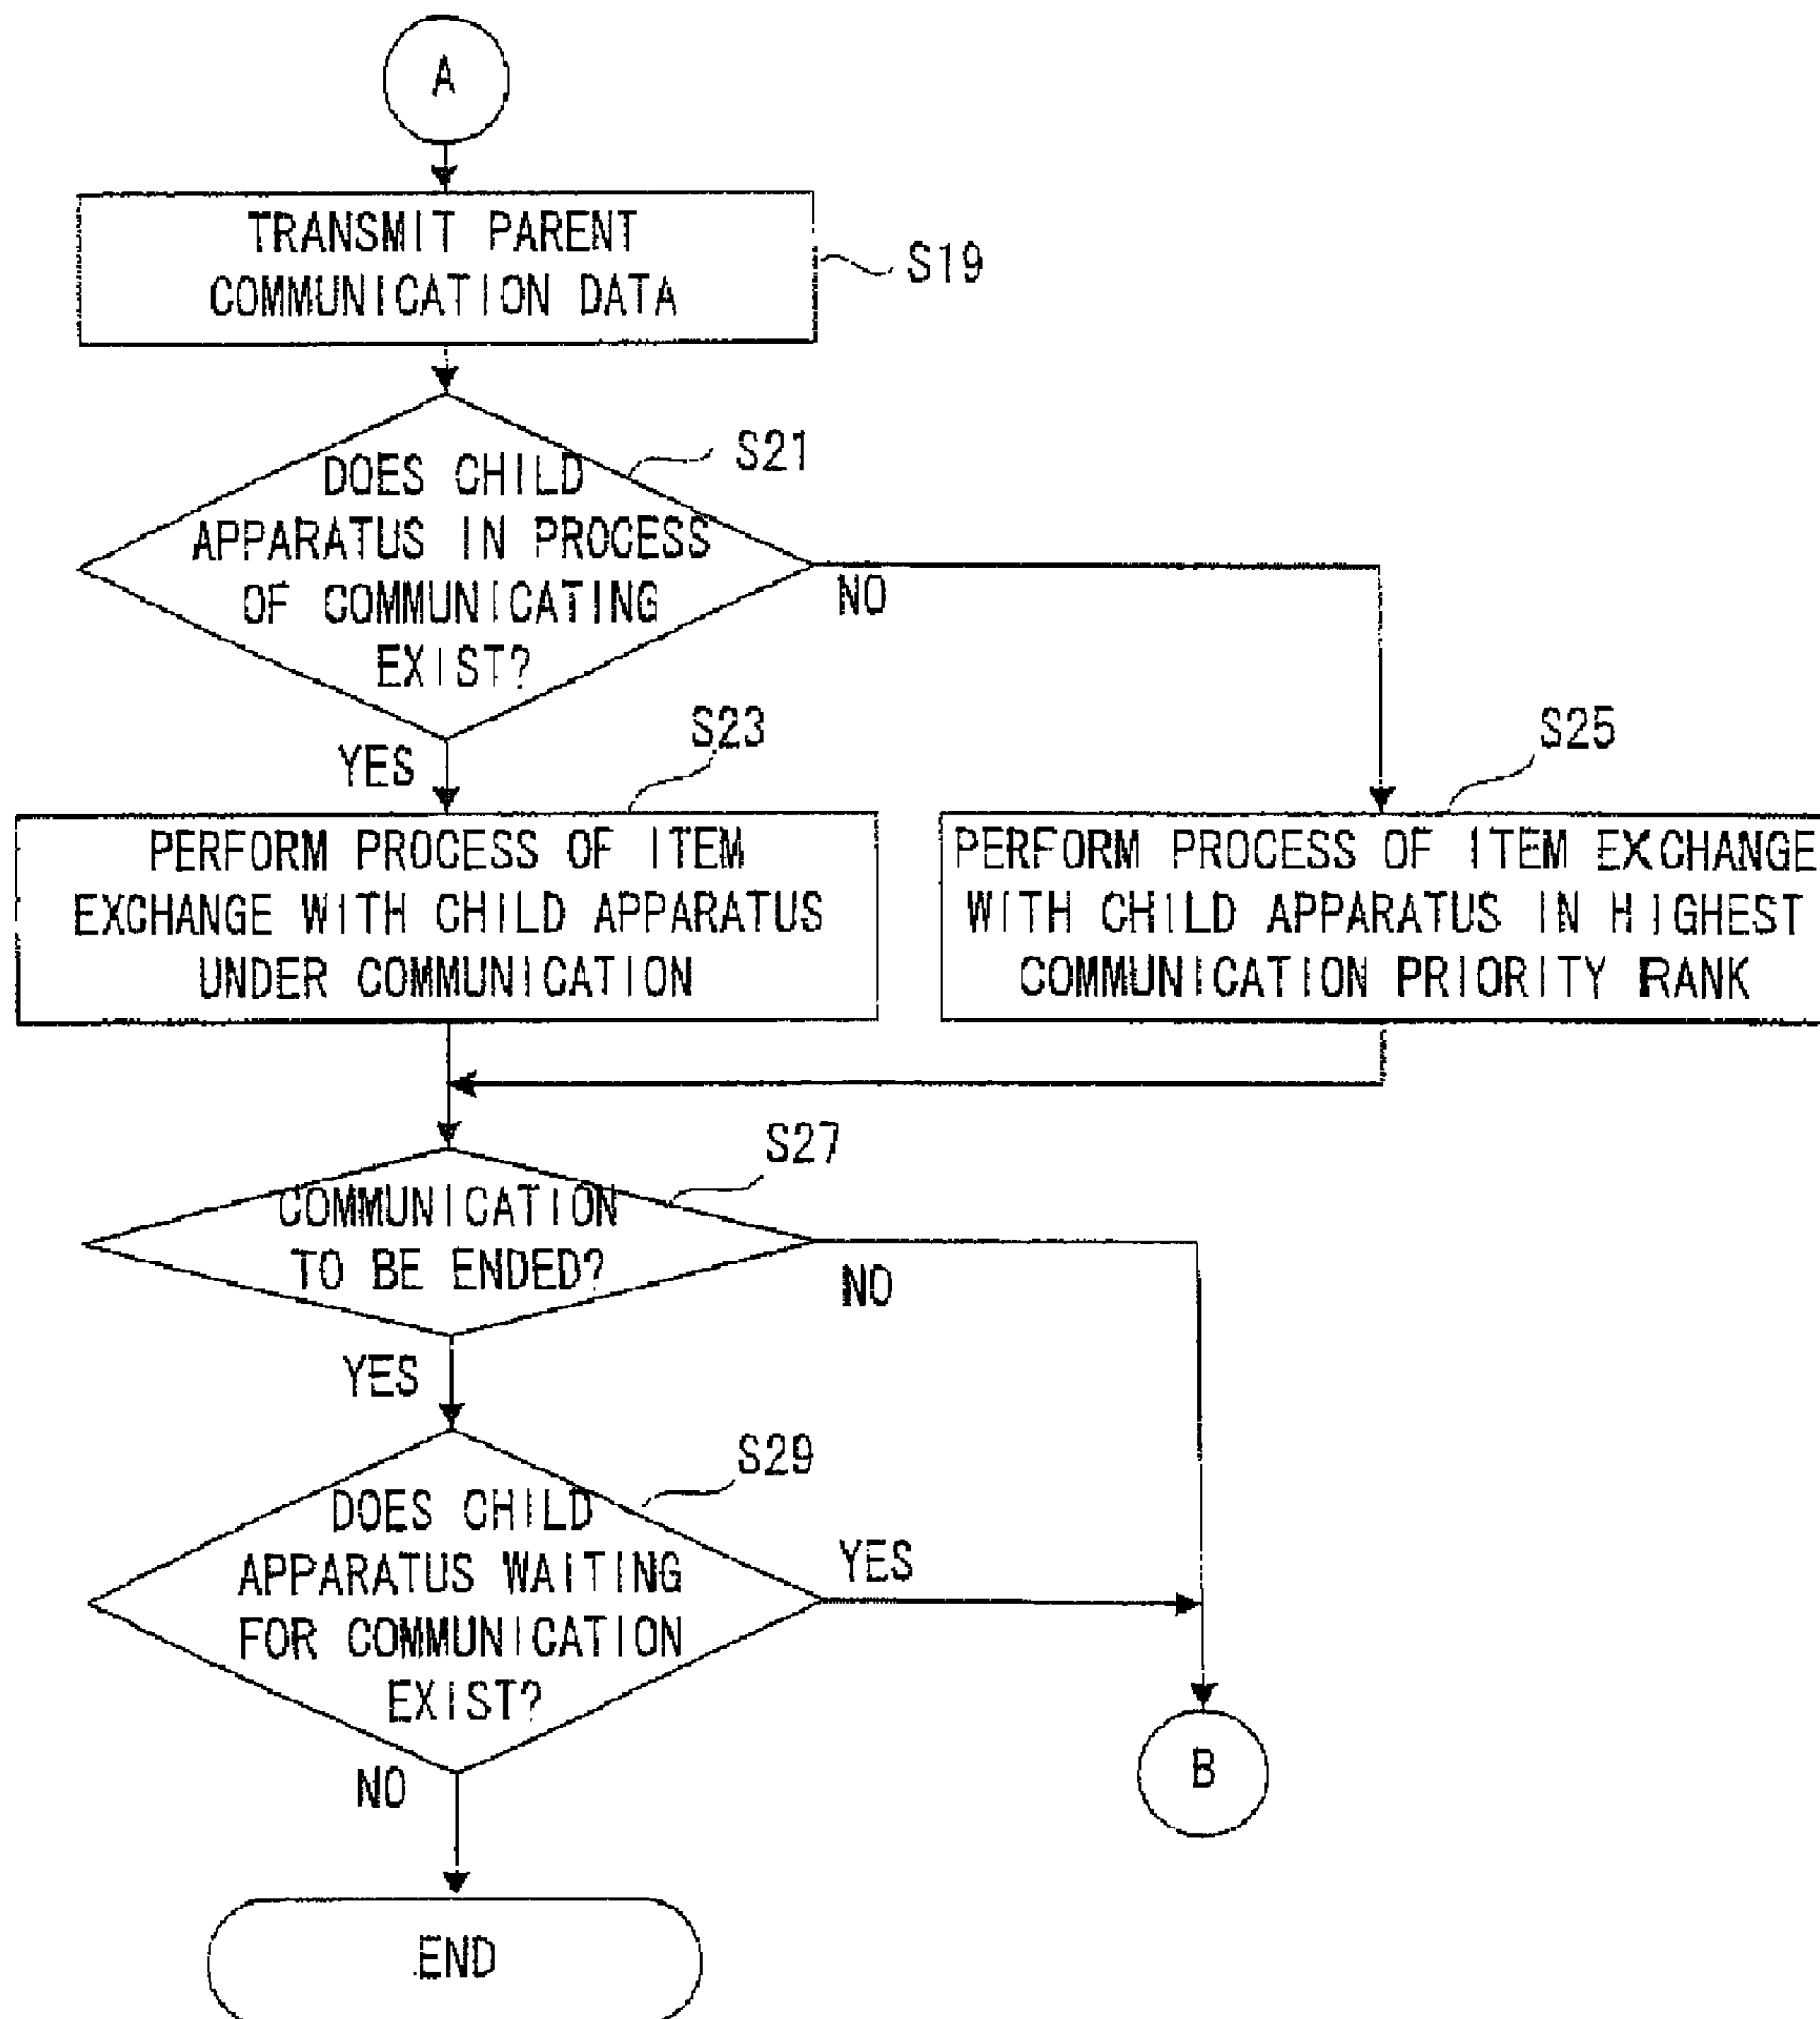 A
TRANSMIT PARENT
COMMUNICATION DATA
S19
S21
DOES CHILD
APPARATUS IN PROCESS
OF COMMUNICATING
EXIST?
NO
YES
S23
S25
PERFORM PROCESS OF ITEM
EXCHANGE WITH CHILD APPARATUS
UNDER COMMUNICATION
PERFORM PROCESS OF ITEM EXCHANGE
WITH CHILD APPARATUS IN HIGHEST
COMMUNICATION PRIORITY RANK
S27
COMMUNICATION
TO BE ENDED?
NO
YES
S29
DOES CHILD
APPARATUS WAITING
FOR COMMUNICATION
EXIST?
YES
NO
B
END